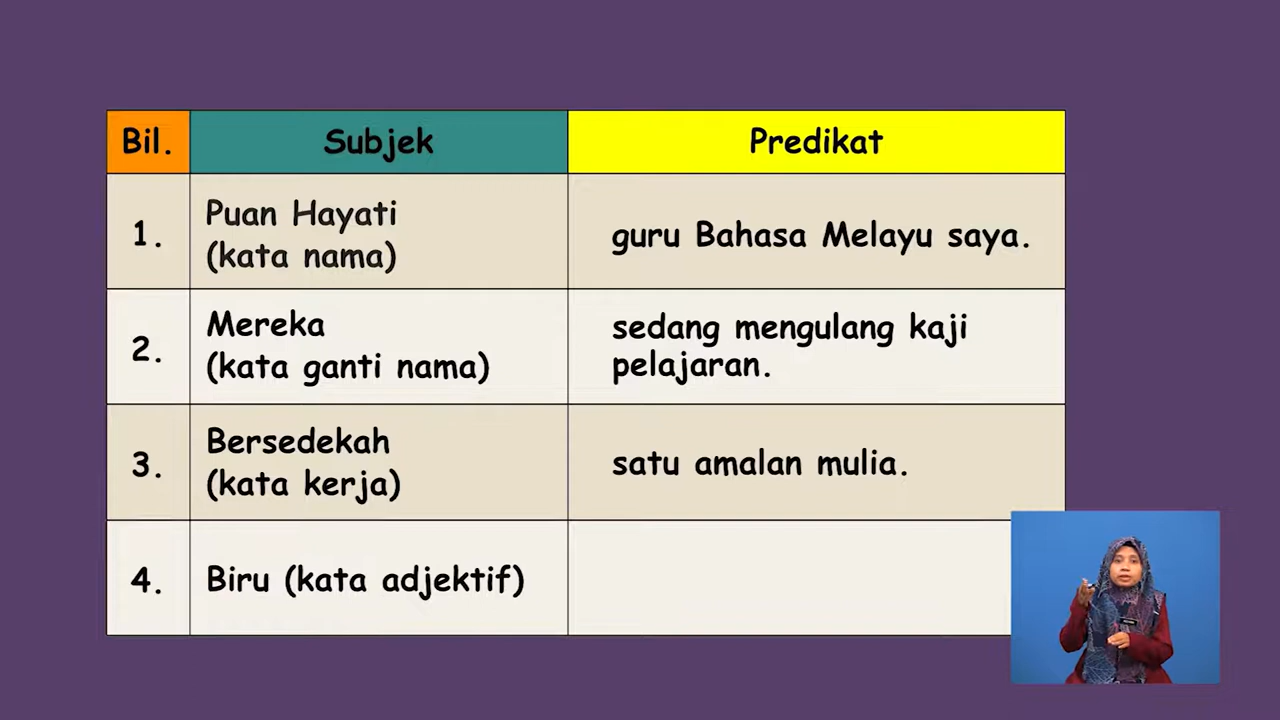 Bil. Subjek Predikat
1. Puan Hayati
(kata nama)
guru Bahasa Melayu saya.
2. Mereka
(kata ganti nama)
sedang mengulang kaji
pelajaran.
3. Bersedekah
(kata kerja)
satu amalan mulia.
4. Biru (kata adjektif)